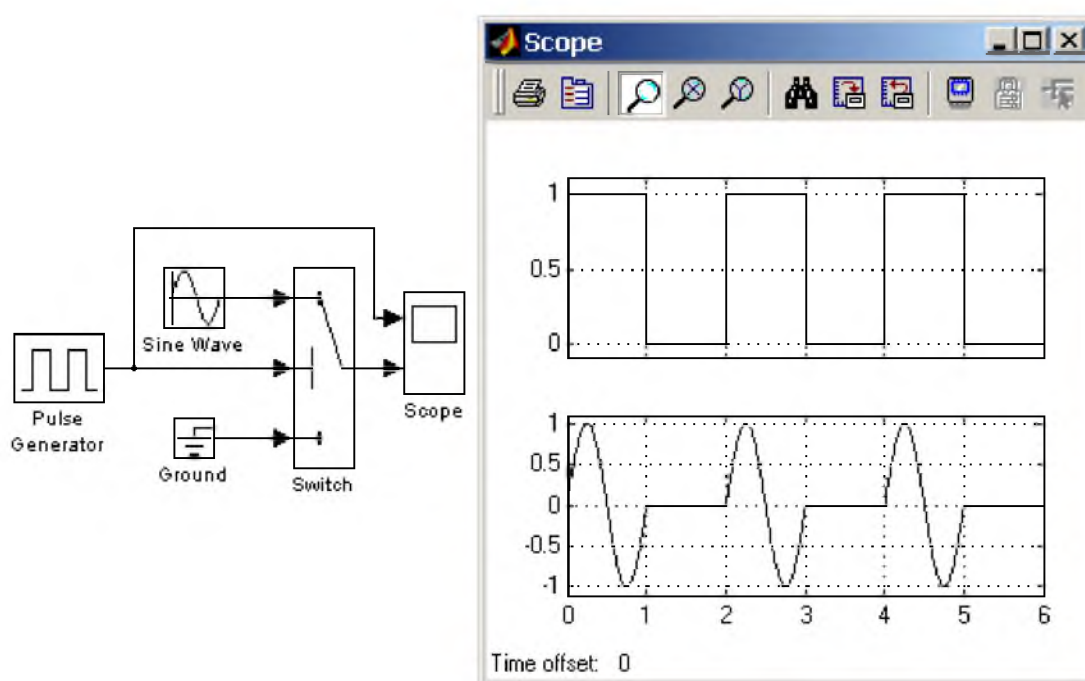 Scope
Sine Wave
Pulse
Generator
Ground
Switch
Scope
1
0.5
0
1
0.5
0
-0.5
-1
0 1 2 3 4 5 6
Time offset: 0